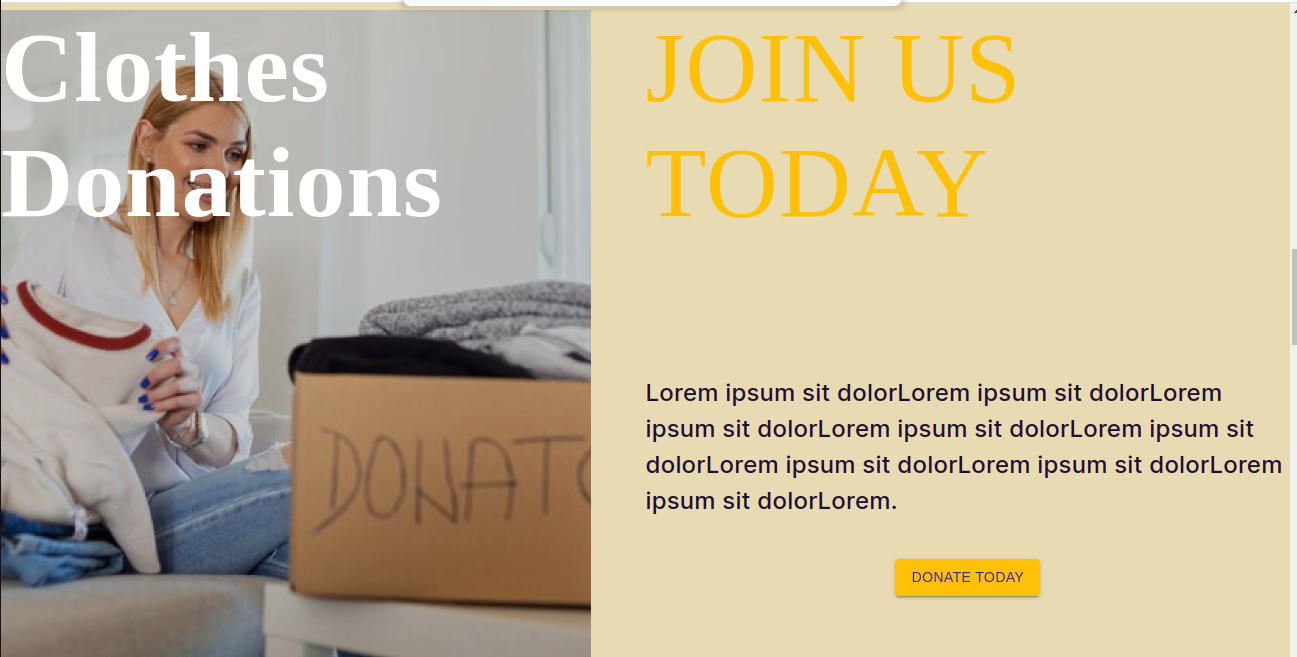 Clothes
Donations
JOIN US
TODAY
Lorem ipsum sit dolorLorem ipsum sit dolorLorem
ipsum sit dolorLorem ipsum sit dolorLorem ipsum sit
dolorLorem ipsum sit dolorLorem ipsum sit dolorLorem
ipsum sit dolorLorem.
DONATE TODAY
DONAT